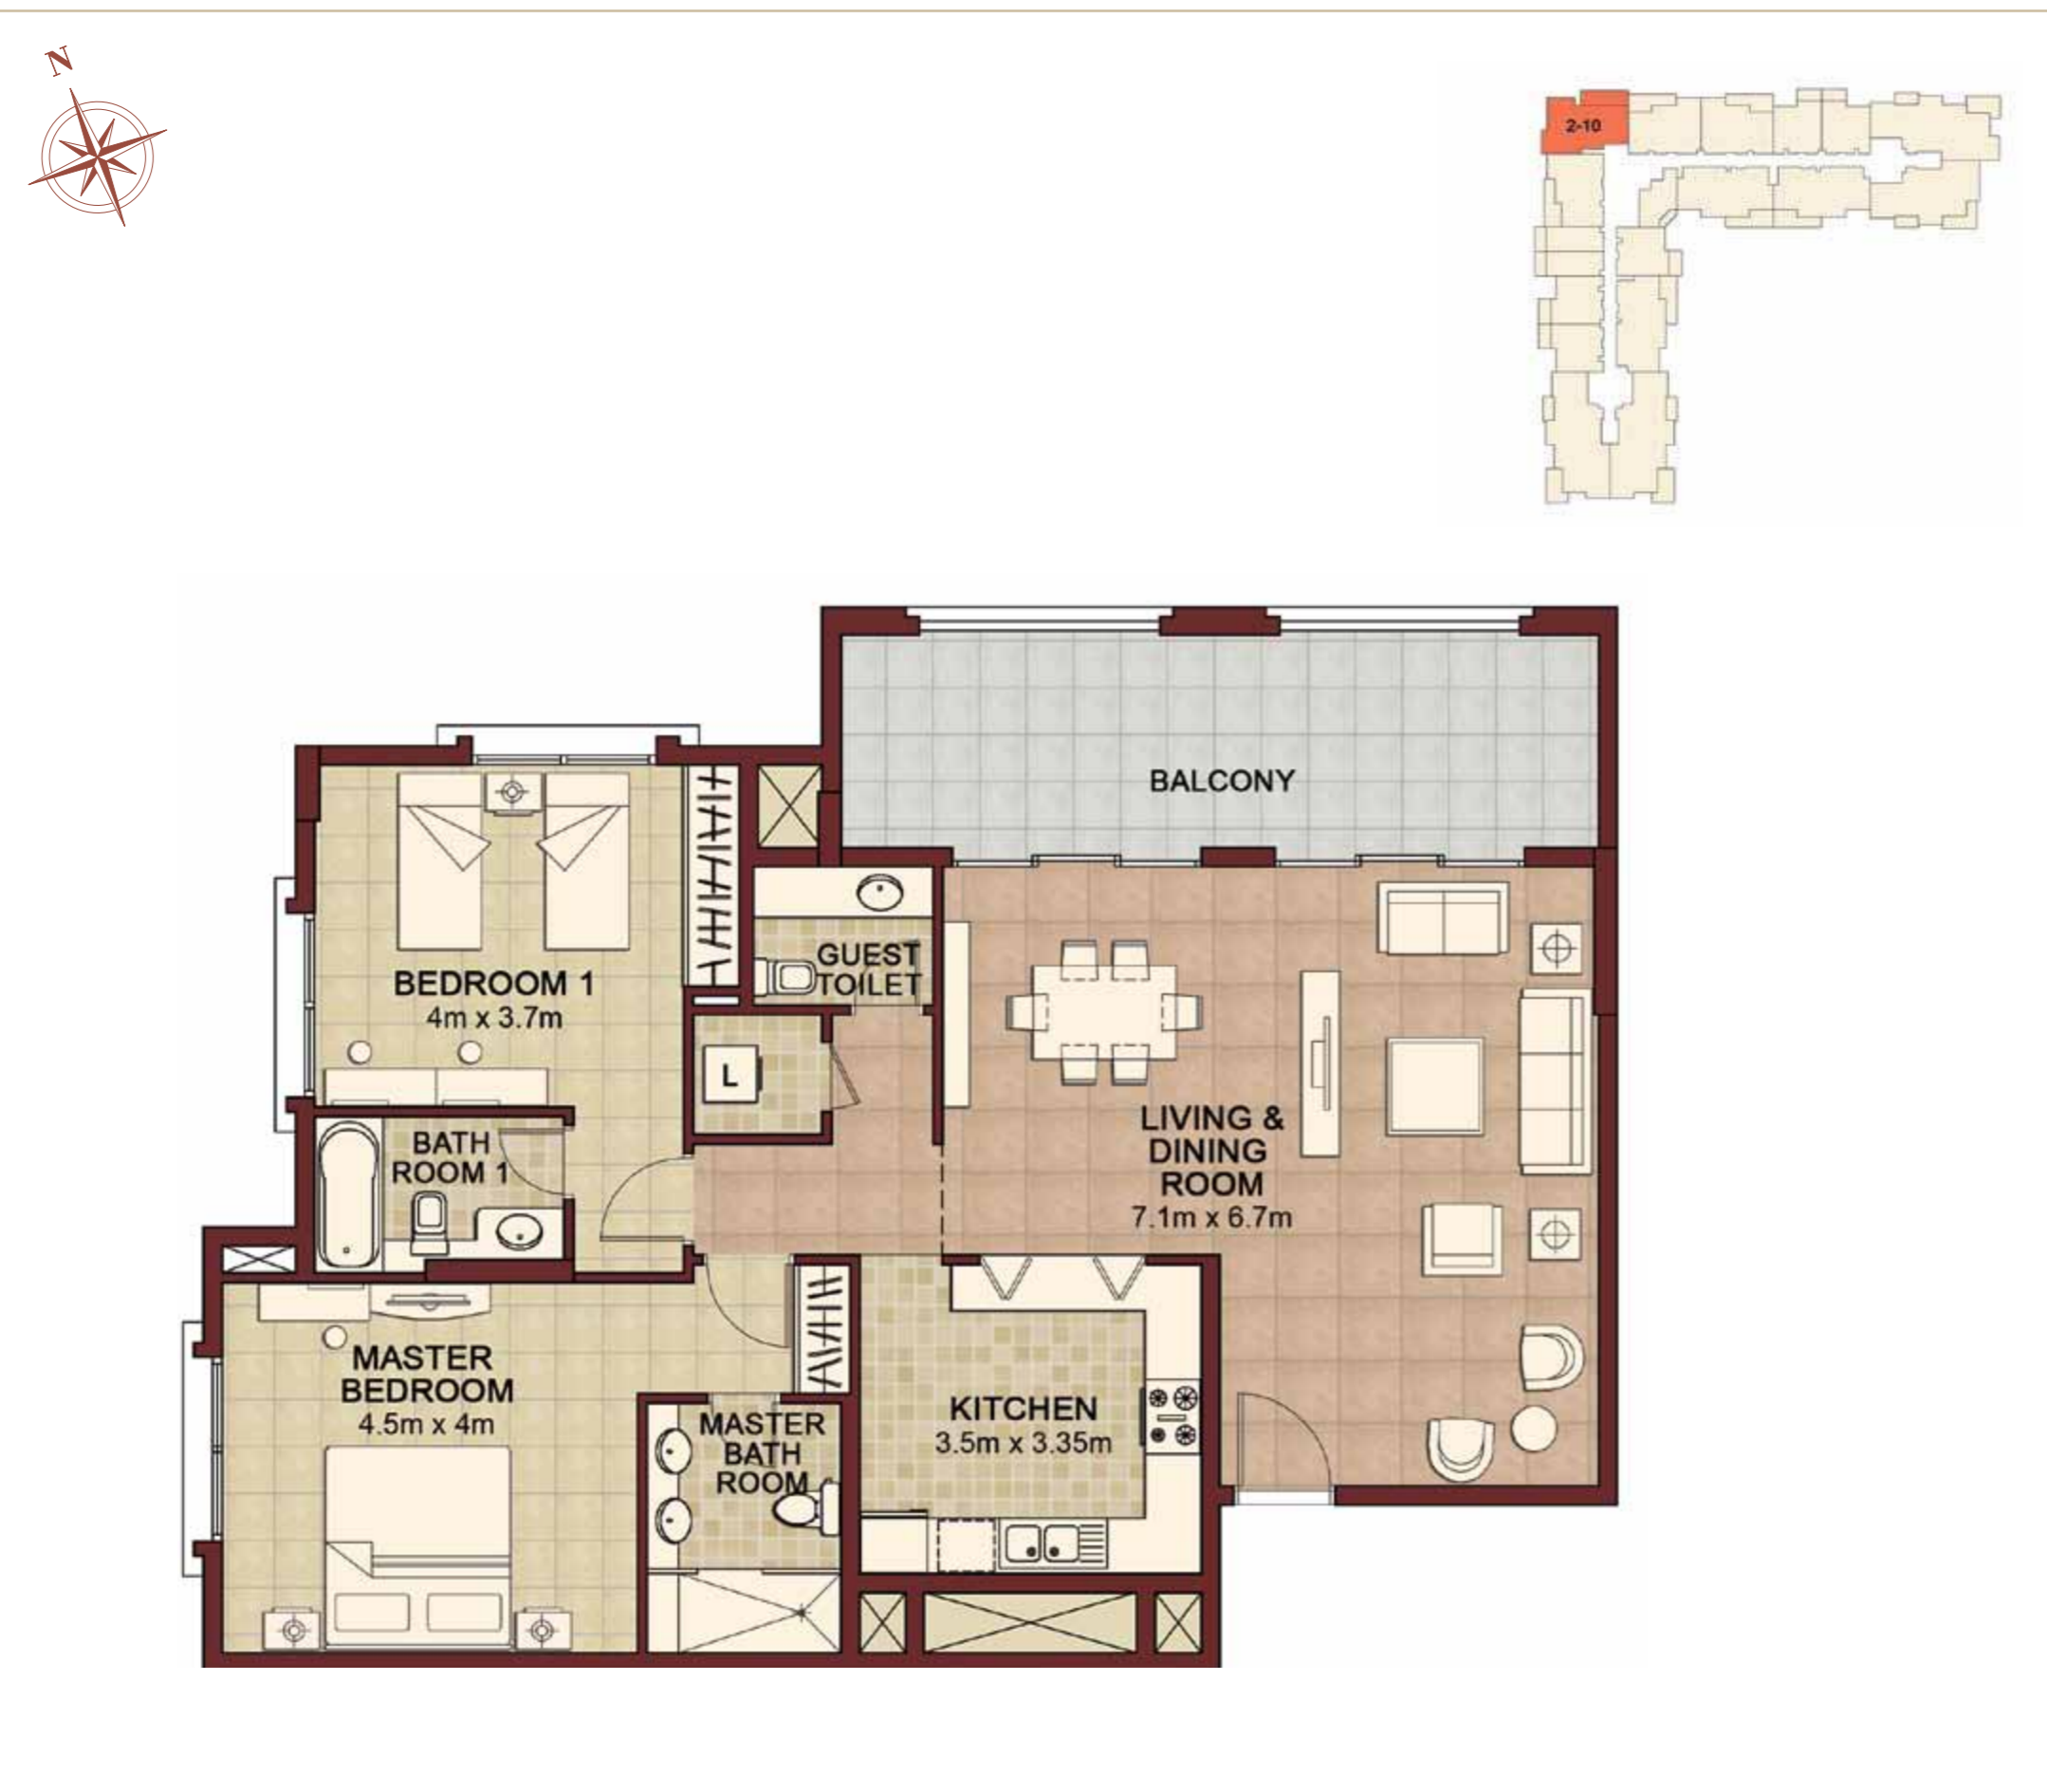 N
2-10
BALCONY
GUEST
TOILET
BEDROOM 1
4m x 3.7m
L
LIVING &
DINING
ROOM
7.1m x 6.7m
BATH
ROOM 1
MASTER
BEDROOM
4.5m x 4m
MASTER
BATH
ROOM
KITCHEN
3.5m x 3.35m